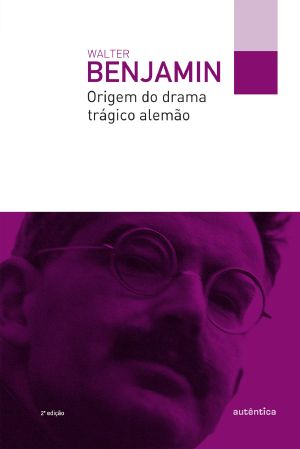 WALTER
BENJAMIN
Origem do drama
trágico alemão
2ª edição
autêntica